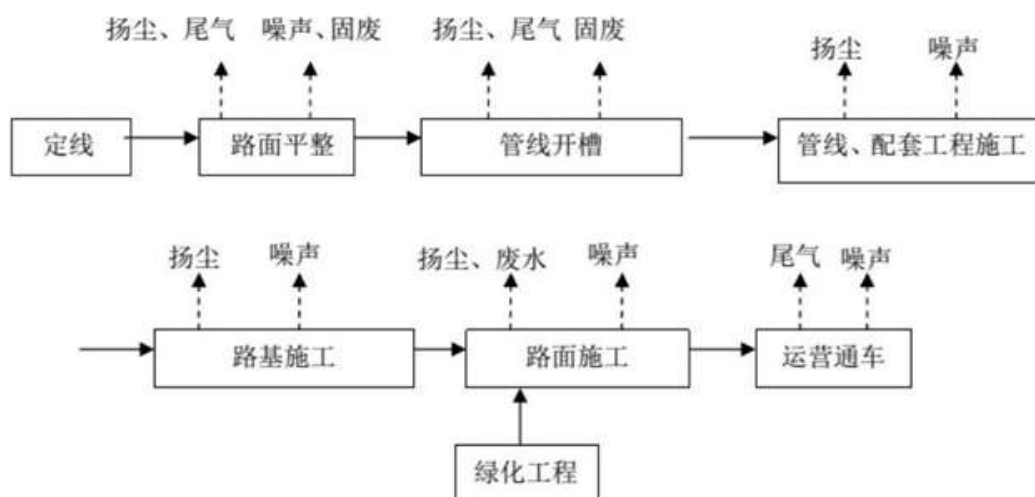 扬尘、尾气 噪声、固废 扬尘、尾气 固废 扬尘 噪声
定线 路面平整 管线开槽 管线、配套工程施工
扬尘 噪声 扬尘、废水 噪声 尾气 噪声
路基施工 路面施工 运营通车
绿化工程